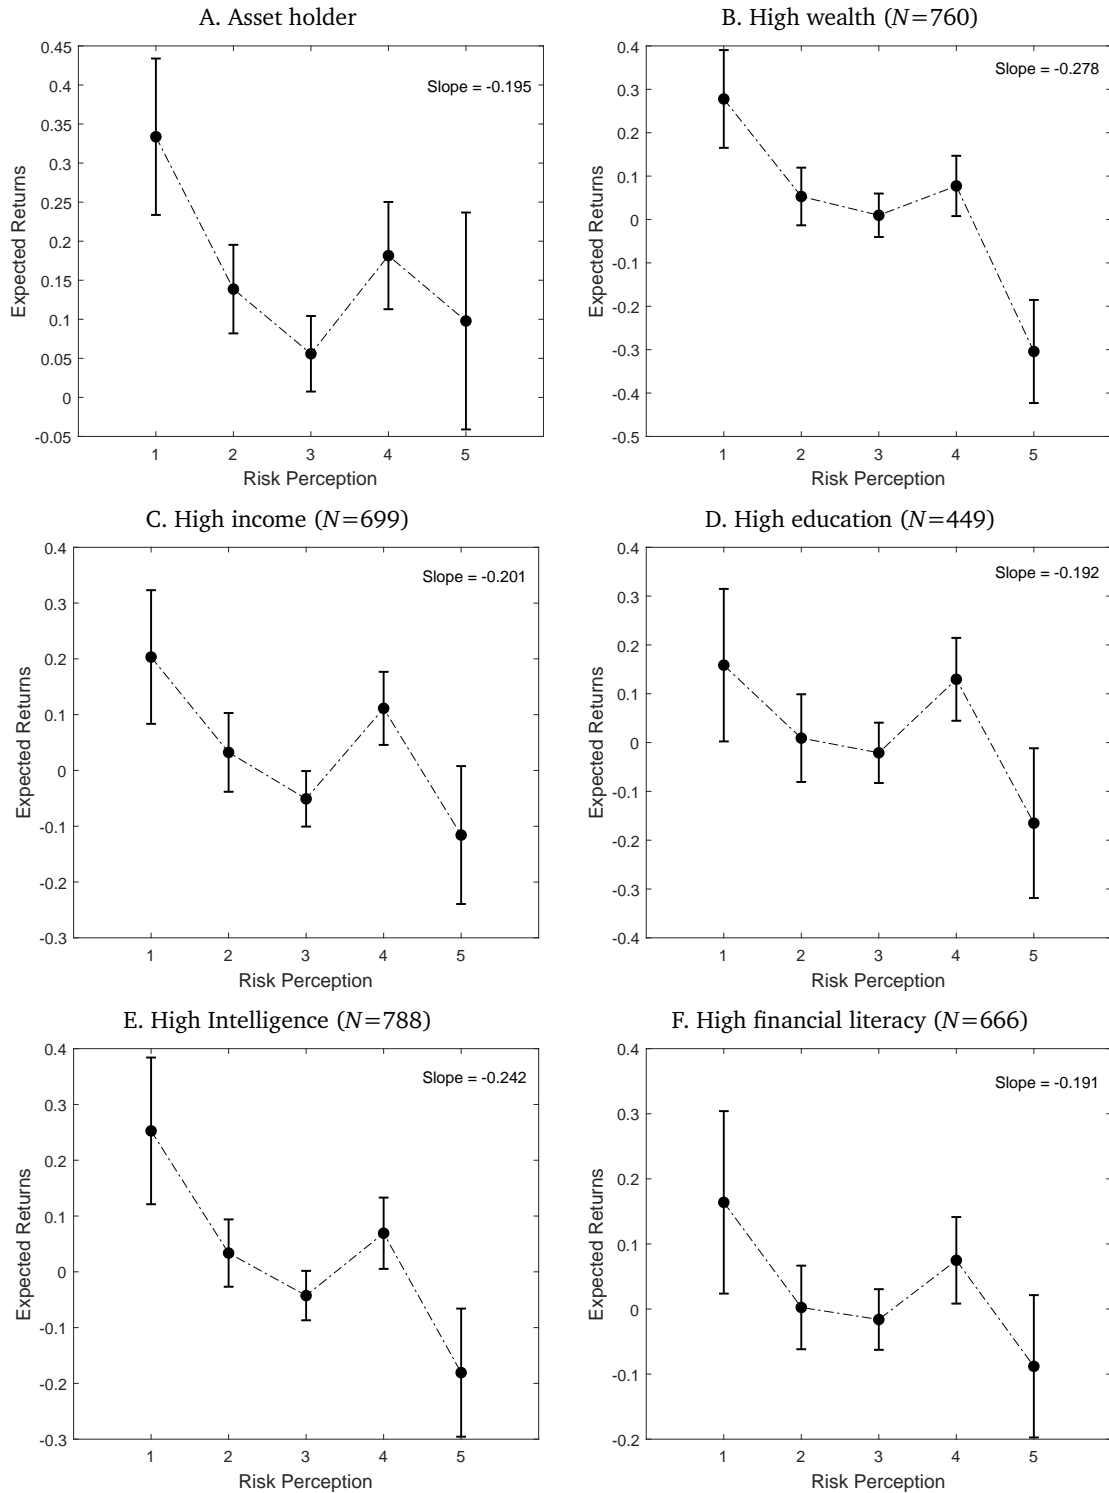 A. Asset holder
Slope = -0.195
0.45
0.4
0.35
0.3
0.25
0.2
0.15
0.1
0.05
0
-0.05
Expected Returns
1 2 3 4 5
Risk Perception
B. High wealth (N=760)
Slope = -0.278
0.4
0.3
0.2
0.1
0
-0.1
-0.2
-0.3
-0.4
-0.5
Expected Returns
1 2 3 4 5
Risk Perception
C. High income (N=699)
Slope = -0.201
0.4
0.3
0.2
0.1
0
-0.1
-0.2
-0.3
Expected Returns
1 2 3 4 5
Risk Perception
D. High education (N=449)
Slope = -0.192
0.4
0.3
0.2
0.1
0
-0.1
-0.2
-0.3
-0.4
Expected Returns
1 2 3 4 5
Risk Perception
E. High Intelligence (N=788)
Slope = -0.242
0.4
0.3
0.2
0.1
0
-0.1
-0.2
-0.3
Expected Returns
1 2 3 4 5
Risk Perception
F. High financial literacy (N=666)
Slope = -0.191
0.4
0.3
0.2
0.1
0
-0.1
-0.2
Expected Returns
1 2 3 4 5
Risk Perception